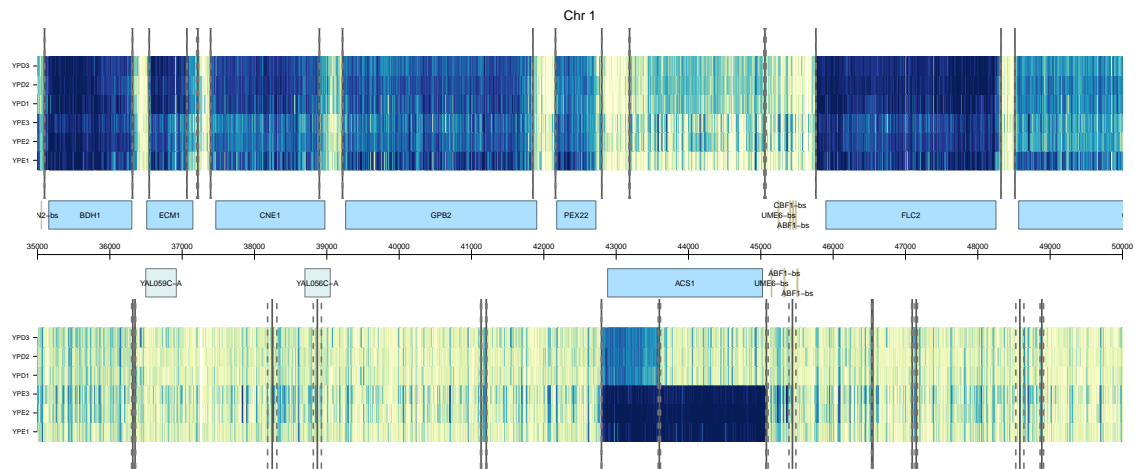 Chr 1
YPD3
YPD2
YPD1
YPE3
YPE2
YPE1
N2-bs
BDH1
ECM1
CNE1
GPB2
PEX22
CBF1-bs
UME6-bs
ABF1-bs
FLC2
35000 36000 37000 38000 39000 40000 41000 42000 43000 44000 45000 46000 47000 48000 49000 50000
YAL059C-A
YAL056C-A
ACS1
ABF1-bs
UME6-bs
ABF1-bs
YPD3
YPD2
YPD1
YPE3
YPE2
YPE1